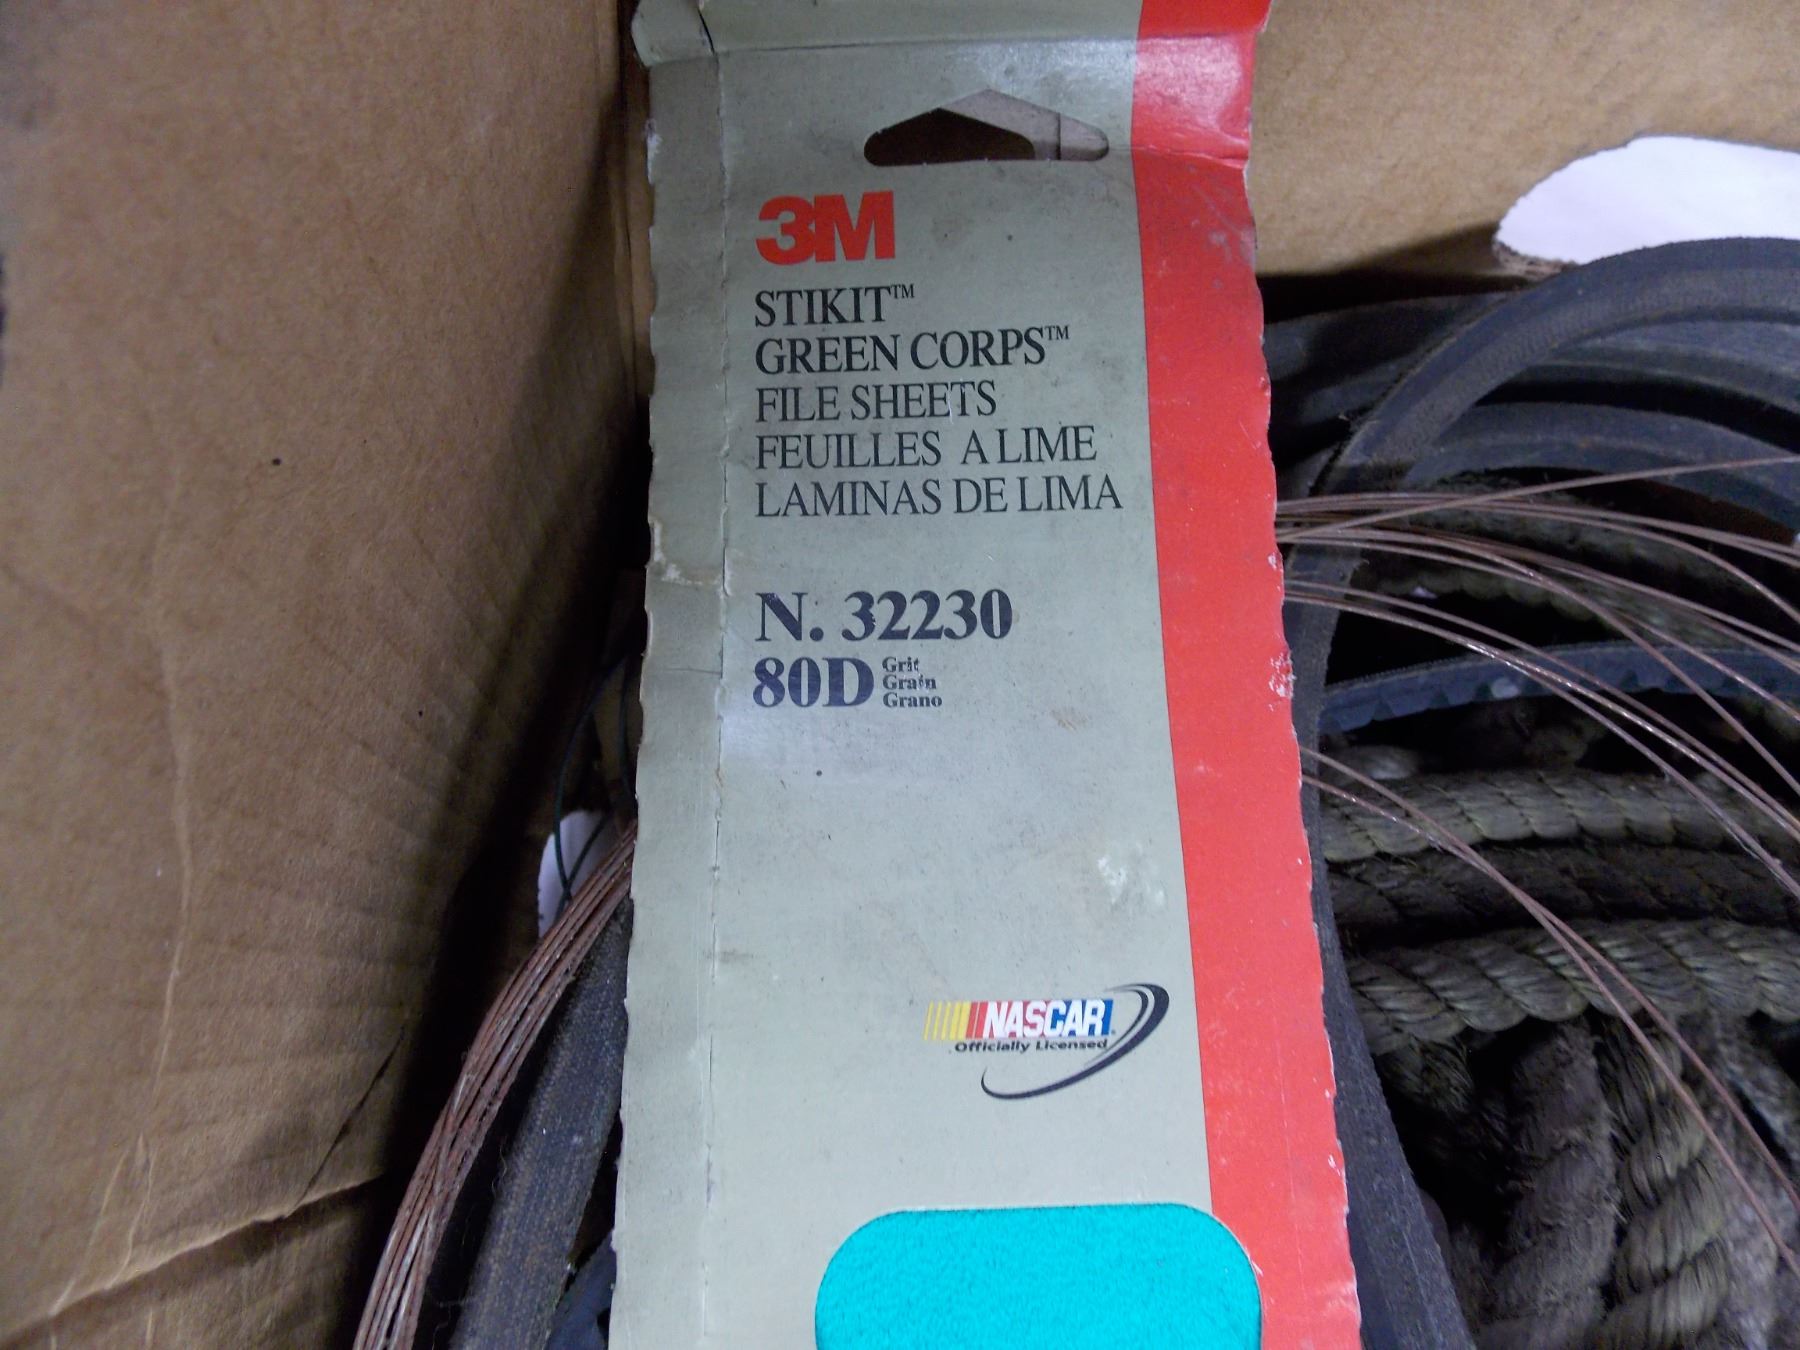 3M
STIKIT™
GREEN CORPS™
FILE SHEETS
FEUILLES A LIME
LAMINAS DE LIMA
N. 32230
80D Grit
Grain
Grano
NASCAR
Officially Licensed